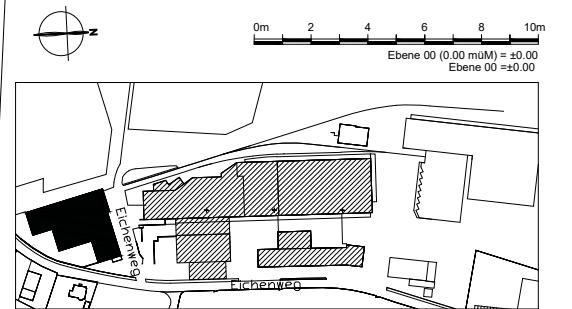 0m 2 4 6 8 10m
Ebene 00 (0.00 müM) = ±0.00
Ebene 00 =±0.00
N
Eichenweg
Eichenweg